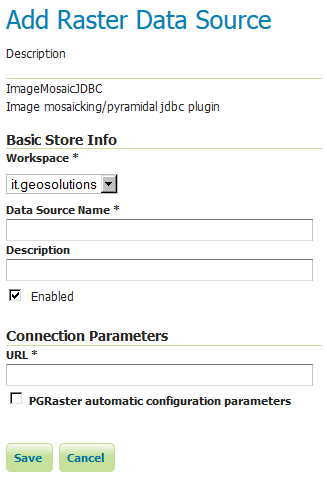 Add Raster Data Source
Description
ImageMosaicJDBC
Image mosaicking/pyramidal jdbc plugin
Basic Store Info
Workspace *
it.geosolutions
Data Source Name *
Description
Enabled
Connection Parameters
URL *
PGRaster automatic configuration parameters
Save Cancel